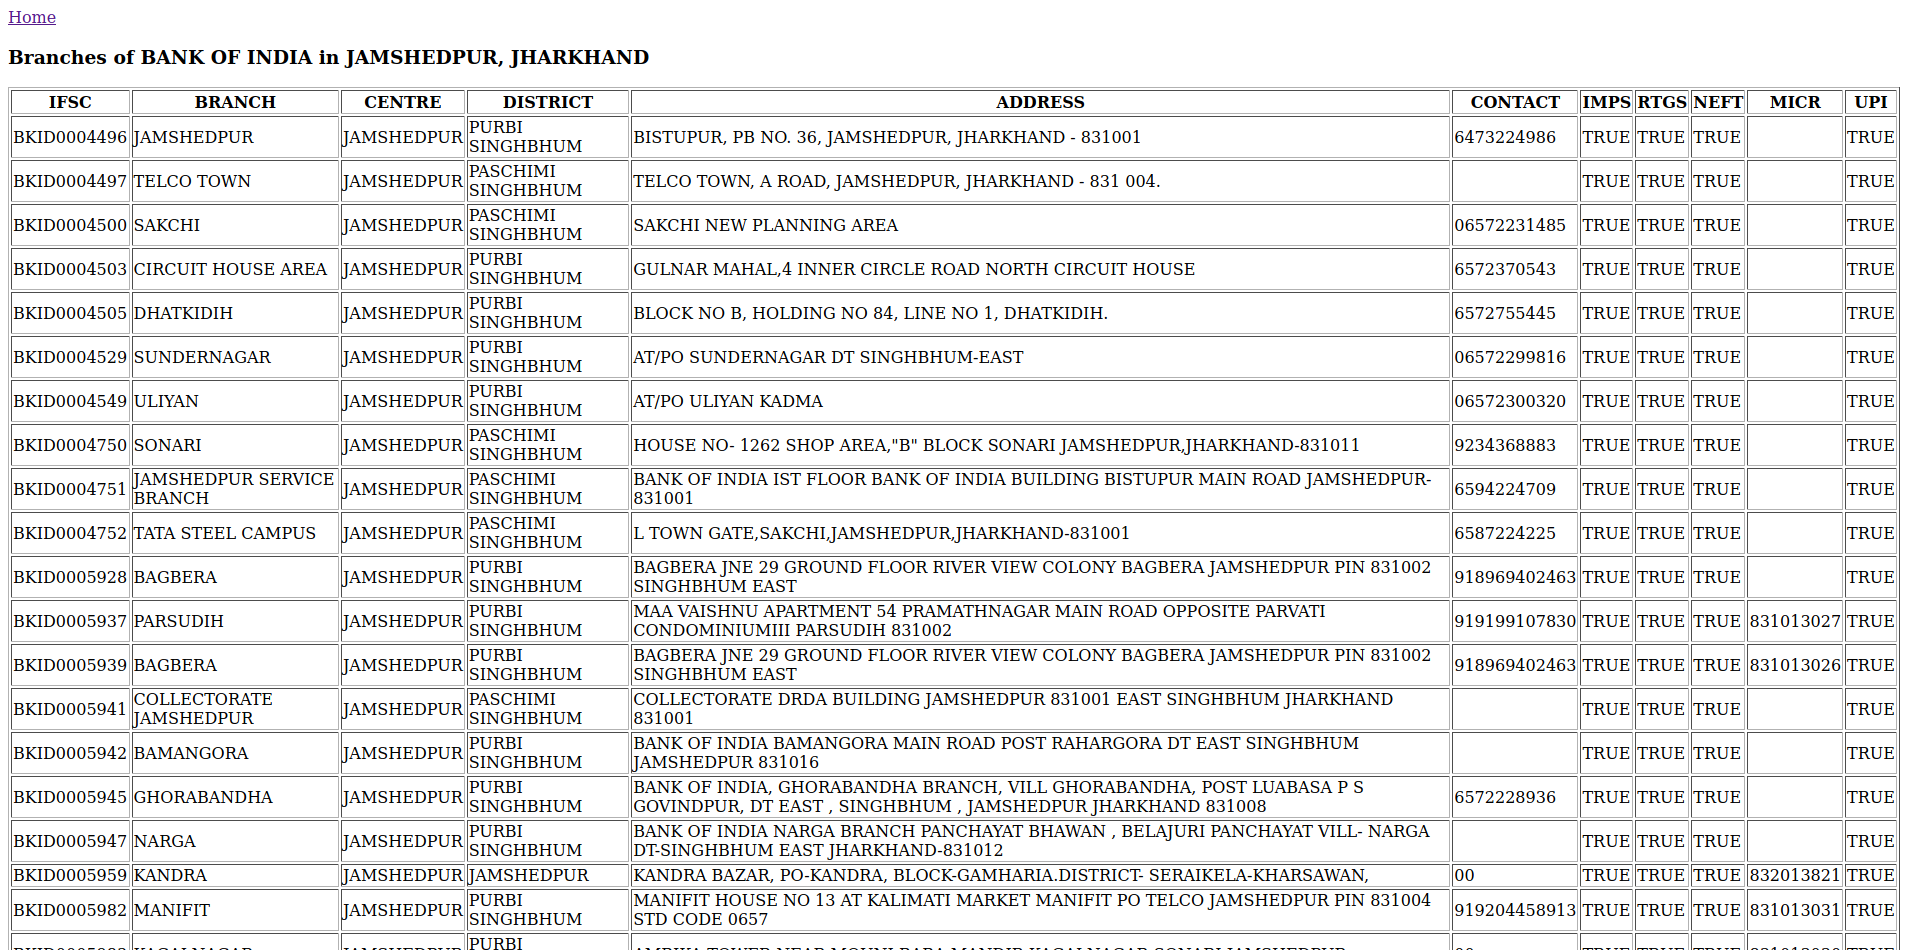 Home
Branches of BANK OF INDIA in JAMSHEDPUR, JHARKHAND
IFSC BRANCH CENTRE DISTRICT ADDRESS CONTACT IMPS RTGS NEFT MICR UPI
BKID0004496 JAMSHEDPUR JAMSHEDPUR PURBI SINGHBHUM BISTUPUR, PB NO. 36, JAMSHEDPUR, JHARKHAND - 831001 6473224986 TRUE TRUE TRUE TRUE
BKID0004497 TELCO TOWN JAMSHEDPUR PASCHIMI SINGHBHUM TELCO TOWN, A ROAD, JAMSHEDPUR, JHARKHAND - 831 004. TRUE TRUE TRUE TRUE
BKID0004500 SAKCHI JAMSHEDPUR PASCHIMI SINGHBHUM SAKCHI NEW PLANNING AREA 06572231485 TRUE TRUE TRUE TRUE
BKID0004503 CIRCUIT HOUSE AREA JAMSHEDPUR PURBI SINGHBHUM GULNAR MAHAL,4 INNER CIRCLE ROAD NORTH CIRCUIT HOUSE 6572370543 TRUE TRUE TRUE TRUE
BKID0004505 DHATKIDIH JAMSHEDPUR PURBI SINGHBHUM BLOCK NO B, HOLDING NO 84, LINE NO 1, DHATKIDIH. 6572755445 TRUE TRUE TRUE TRUE
BKID0004529 SUNDERNAGAR JAMSHEDPUR PURBI SINGHBHUM AT/PO SUNDERNAGAR DT SINGHBHUM-EAST 06572299816 TRUE TRUE TRUE TRUE
BKID0004549 ULIYAN JAMSHEDPUR PURBI SINGHBHUM AT/PO ULIYAN KADMA 06572300320 TRUE TRUE TRUE TRUE
BKID0004750 SONARI JAMSHEDPUR PASCHIMI SINGHBHUM HOUSE NO- 1262 SHOP AREA,"B" BLOCK SONARI JAMSHEDPUR,JHARKHAND-831011 9234368883 TRUE TRUE TRUE TRUE
BKID0004751 JAMSHEDPUR SERVICE BRANCH JAMSHEDPUR PASCHIMI SINGHBHUM BANK OF INDIA IST FLOOR BANK OF INDIA BUILDING BISTUPUR MAIN ROAD JAMSHEDPUR-831001 6594224709 TRUE TRUE TRUE TRUE
BKID0004752 TATA STEEL CAMPUS JAMSHEDPUR PASCHIMI SINGHBHUM L TOWN GATE,SAKCHI,JAMSHEDPUR,JHARKHAND-831001 6587224225 TRUE TRUE TRUE TRUE
BKID0005928 BAGBERA JAMSHEDPUR PURBI SINGHBHUM BAGBERA JNE 29 GROUND FLOOR RIVER VIEW COLONY BAGBERA JAMSHEDPUR PIN 831002 SINGHBHUM EAST 918969402463 TRUE TRUE TRUE TRUE
BKID0005937 PARSUDIH JAMSHEDPUR PURBI SINGHBHUM MAA VAISHNU APARTMENT 54 PRAMATHNAGAR MAIN ROAD OPPOSITE PARVATI CONDOMINIUMIII PARSUDIH 831002 919199107830 TRUE TRUE TRUE 831013027 TRUE
BKID0005939 BAGBERA JAMSHEDPUR PURBI SINGHBHUM BAGBERA JNE 29 GROUND FLOOR RIVER VIEW COLONY BAGBERA JAMSHEDPUR PIN 831002 SINGHBHUM EAST 918969402463 TRUE TRUE TRUE 831013026 TRUE
BKID0005941 COLLECTORATE JAMSHEDPUR JAMSHEDPUR PASCHIMI SINGHBHUM COLLECTORATE DRDA BUILDING JAMSHEDPUR 831001 EAST SINGHBHUM JHARKHAND 831001 TRUE TRUE TRUE TRUE
BKID0005942 BAMANGORA JAMSHEDPUR PURBI SINGHBHUM BANK OF INDIA BAMANGORA MAIN ROAD POST RAHARGORA DT EAST SINGHBHUM JAMSHEDPUR 831016 TRUE TRUE TRUE TRUE
BKID0005945 GHORABANDHA JAMSHEDPUR PURBI SINGHBHUM BANK OF INDIA, GHORABANDHA BRANCH, VILL GHORABANDHA, POST LUABASA P S GOVINDPUR, DT EAST , SINGHBHUM , JAMSHEDPUR JHARKHAND 831008 6572228936 TRUE TRUE TRUE TRUE
BKID0005947 NARGA JAMSHEDPUR PURBI SINGHBHUM BANK OF INDIA NARGA BRANCH PANCHAYAT BHAWAN , BELAJURI PANCHAYAT VILL- NARGA DT-SINGHBHUM EAST JHARKHAND-831012 TRUE TRUE TRUE TRUE
BKID0005959 KANDRA JAMSHEDPUR JAMSHEDPUR KANDRA BAZAR, PO-KANDRA, BLOCK-GAMHARIA.DISTRICT- SERAIKELA-KHARSAWAN, 00 TRUE TRUE TRUE 832013821 TRUE
BKID0005982 MANIFIT JAMSHEDPUR PURBI SINGHBHUM MANIFIT HOUSE NO 13 AT KALIMATI MARKET MANIFIT PO TELCO JAMSHEDPUR PIN 831004 STD CODE 0657 919204458913 TRUE TRUE TRUE 831013031 TRUE
PURBI